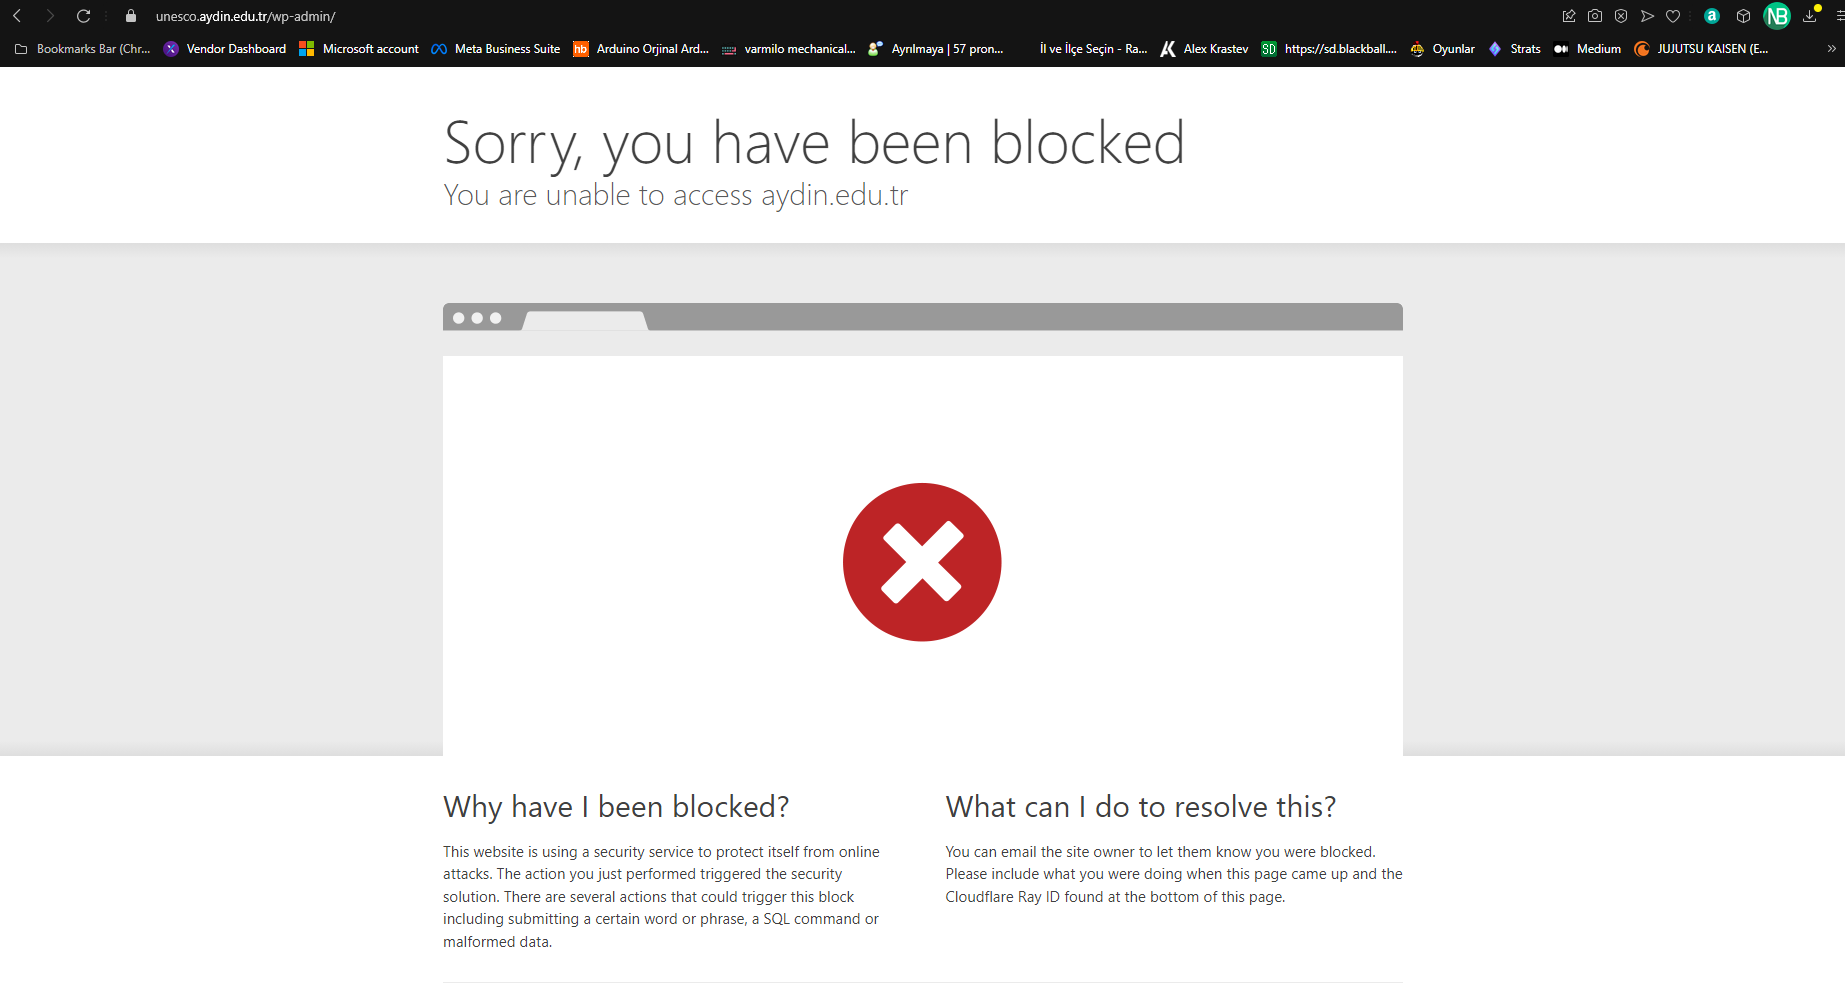 unesco.aydin.edu.tr/wp-admin/
a
NB
Bookmarks Bar (Chr...
Vendor Dashboard
Microsoft account
Meta Business Suite
hb
Arduino Orjinal Ard...
varmilo mechanical...
Ayrılmaya | 57 pron...
İl ve İlçe Seçin - Ra...
Alex Krastev
SD
https://sd.blackball....
Oyunlar
Strats
Medium
JUJUTSU KAISEN (E...
Sorry, you have been blocked
You are unable to access aydin.edu.tr
Why have I been blocked?
This website is using a security service to protect itself from online
attacks. The action you just performed triggered the security
solution. There are several actions that could trigger this block
including submitting a certain word or phrase, a SQL command or
malformed data.
What can I do to resolve this?
You can email the site owner to let them know you were blocked.
Please include what you were doing when this page came up and the
Cloudflare Ray ID found at the bottom of this page.